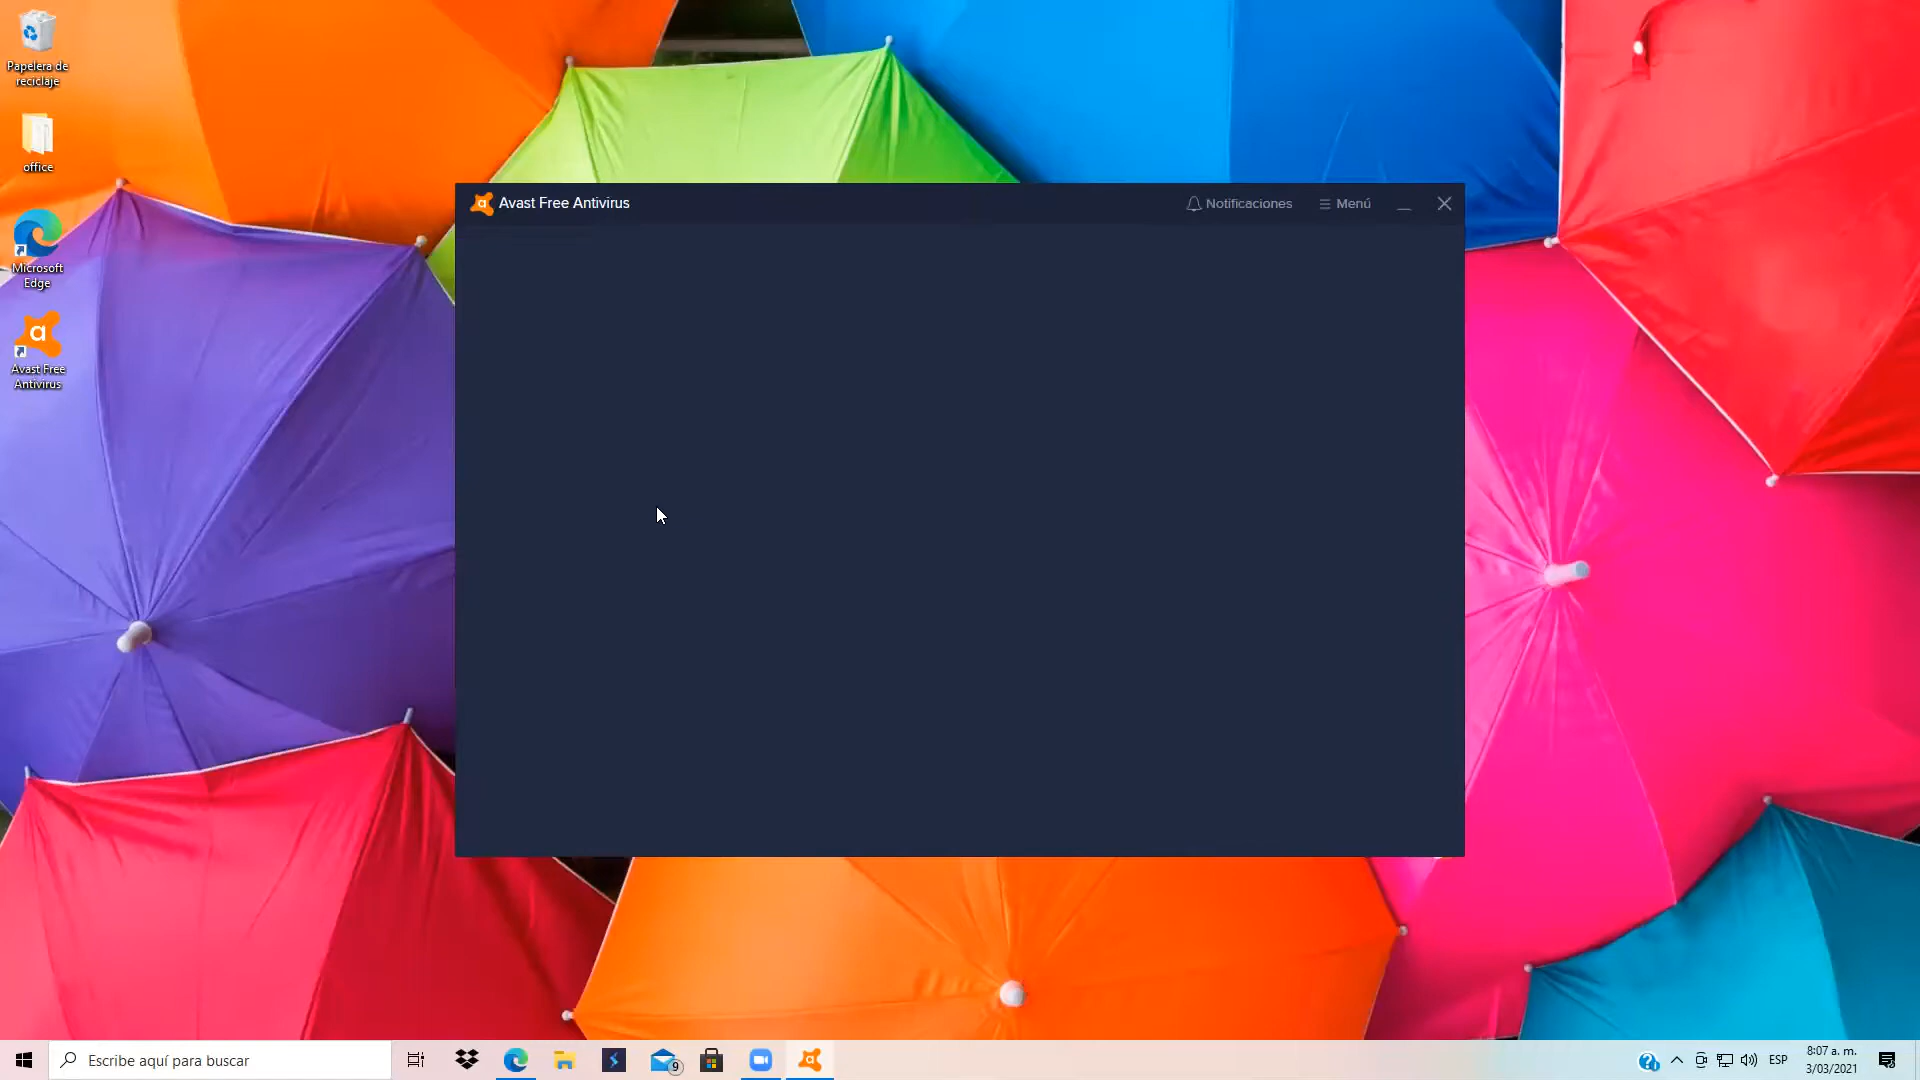 Papelera de
reciclaje
office
Microsoft
Edge
Avast Free
Antivirus
Avast Free Antivirus
Notificaciones
Menú
Escribe aquí para buscar
9
ESP
8:07 a. m.
3/03/2021